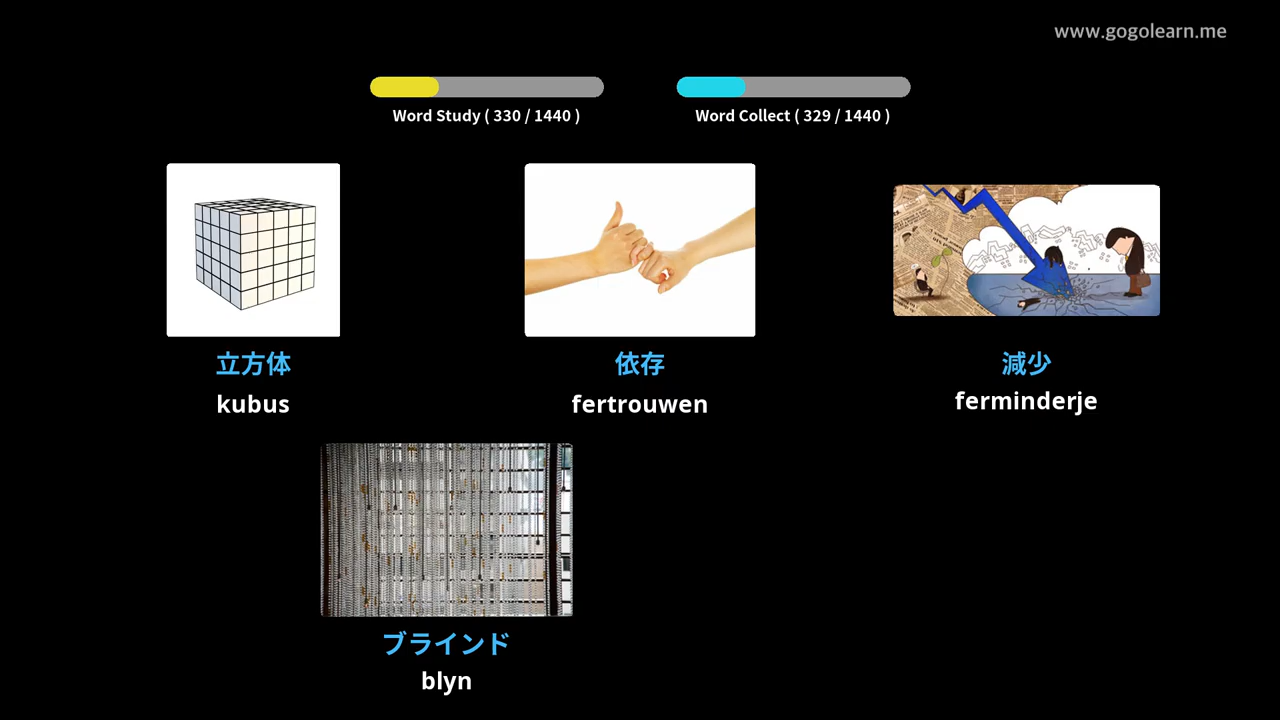 www.gogolearn.me
Word Study ( 330 / 1440 )
Word Collect ( 329 / 1440 )
立方体
kubus
依存
fertrouwen
減少
ferminderje
ブラインド
blyn